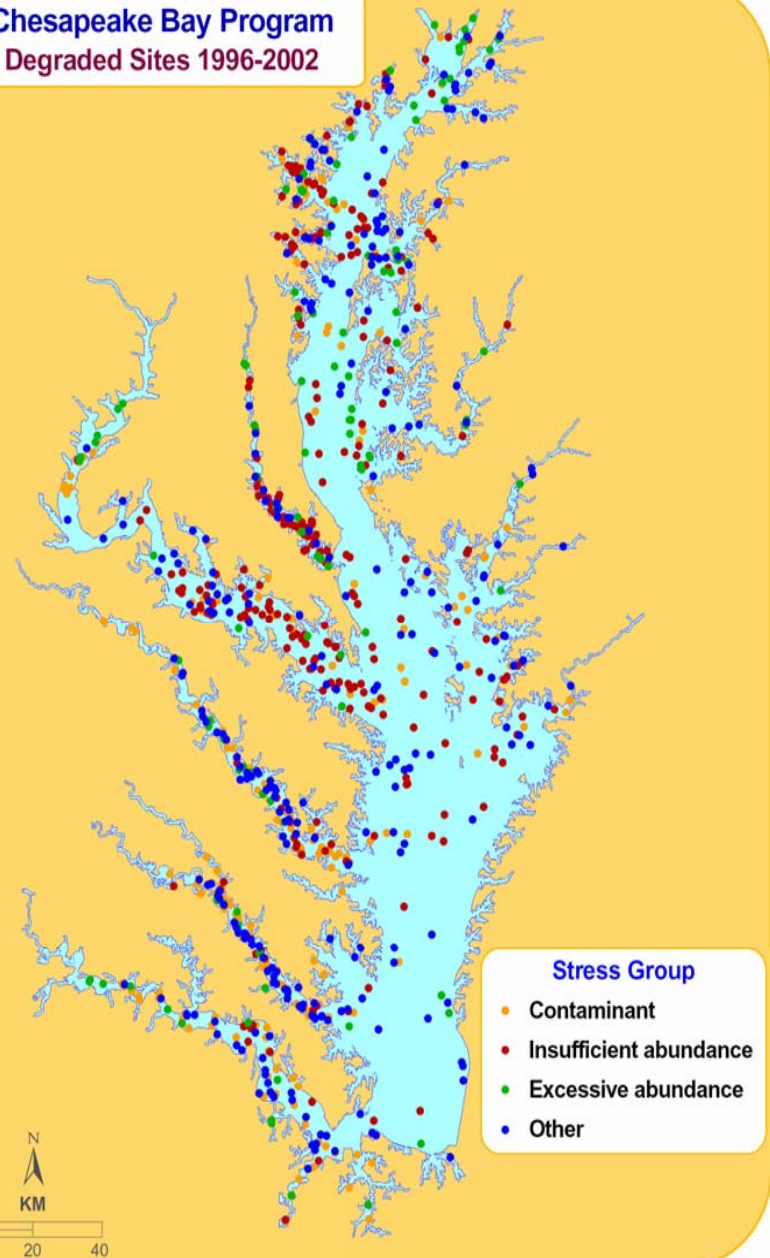 Chesapeake Bay Program
Degraded Sites 1996-2002
Stress Group
Contaminant
Insufficient abundance
Excessive abundance
Other
N
KM
20 40